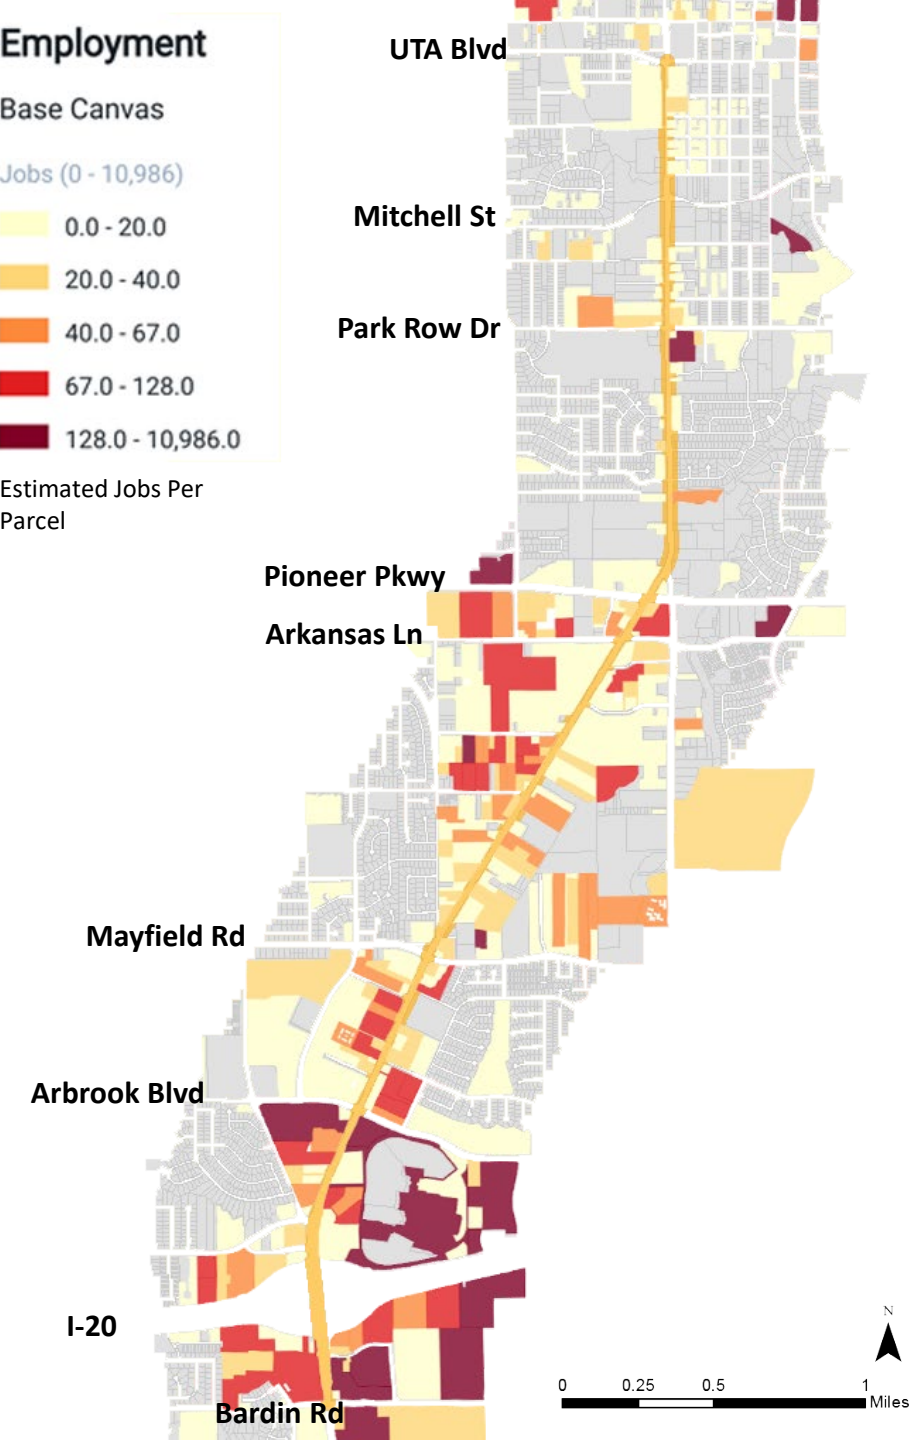 Employment
Base Canvas
Jobs (0 - 10,986)
0.0 - 20.0
20.0 - 40.0
40.0 - 67.0
67.0 - 128.0
128.0 - 10,986.0
Estimated Jobs Per
Parcel
UTA Blvd
Mitchell St
Park Row Dr
Pioneer Pkwy
Arkansas Ln
Mayfield Rd
Arbrook Blvd
I-20
Bardin Rd
N
0 0.25 0.5 1
Miles